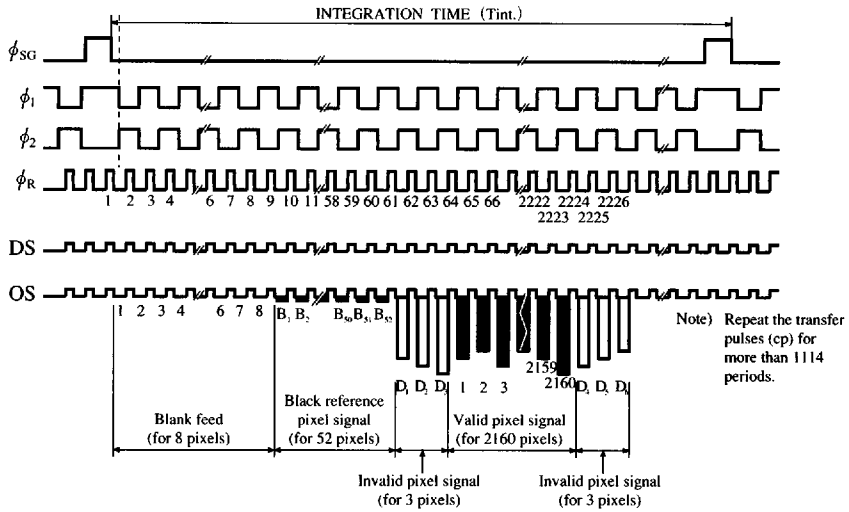 INTEGRATION TIME (Tint.)
ϕSG
ϕ1
ϕ2
ϕR
1 2 3 4 6 7 8 9 10 11 58 59 60 61 62 63 64 65 66 2222 2224 2226
2223 2225
DS
OS
1 2 3 4 6 7 8 B1 B2 B50 B51 B52
D1 D2 D3 1 2 3 2159 2160 D4 D5 D6
Note) Repeat the transfer
pulses (cp) for
more than 1114
periods.
Blank feed
(for 8 pixels)
Black reference
pixel signal
(for 52 pixels)
Valid pixel signal
(for 2160 pixels)
Invalid pixel signal
(for 3 pixels)
Invalid pixel signal
(for 3 pixels)